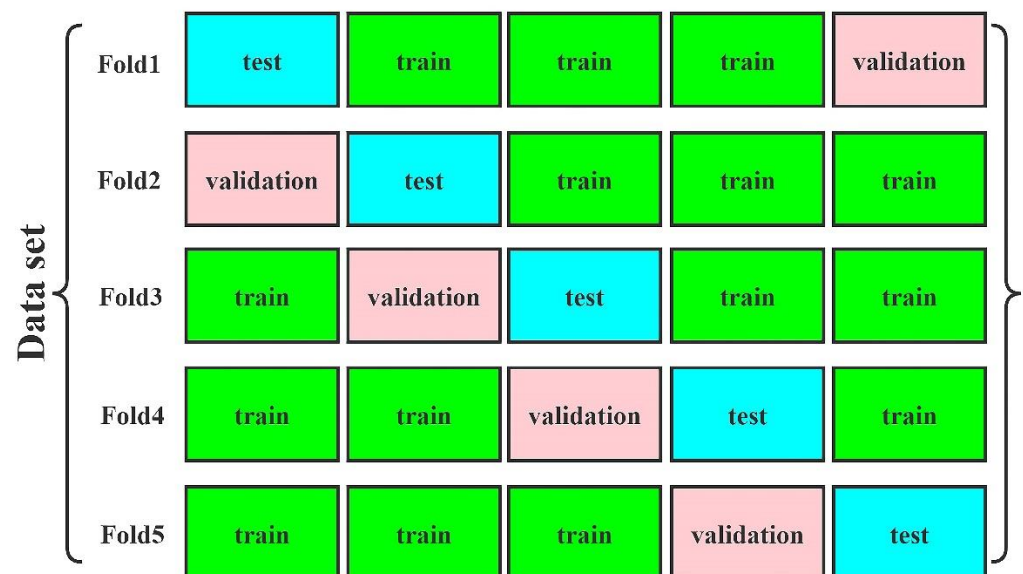 Fold1 test train train train validation
Fold2 validation test train train train
Data set
Fold3 train validation test train train
Fold4 train train validation test train
Fold5 train train train validation test